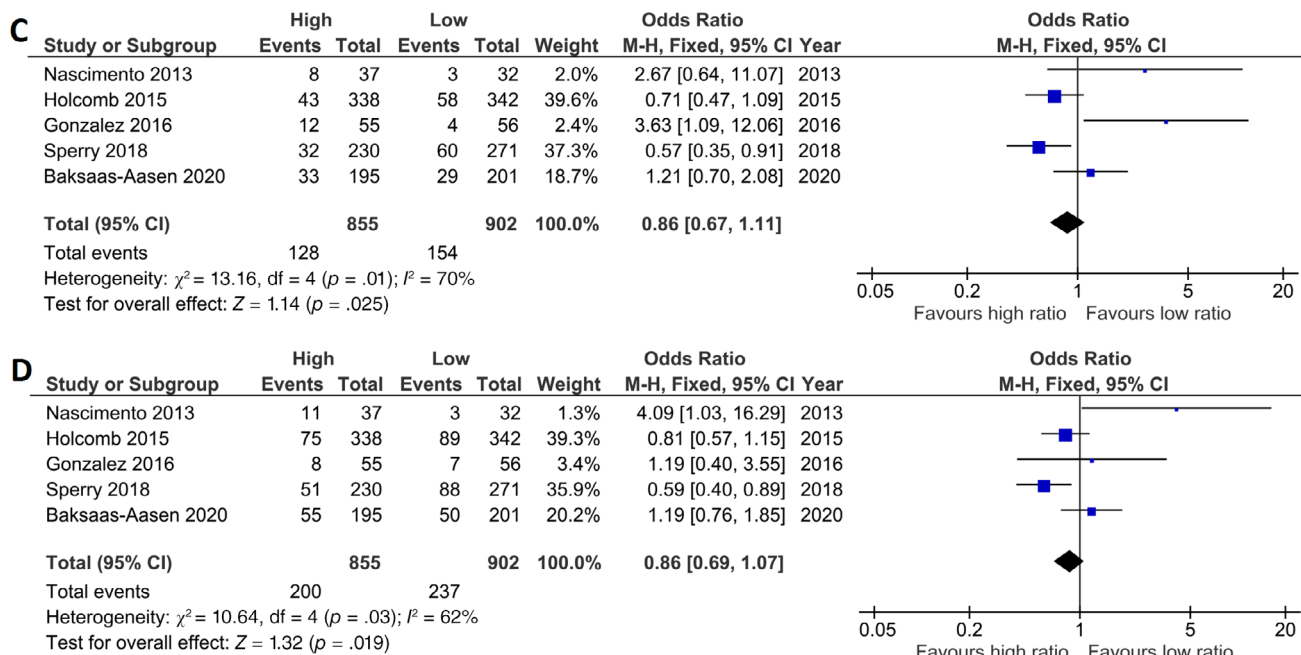 C High Low Odds Ratio Odds Ratio
Study or Subgroup Events Total Events Total Weight M-H, Fixed, 95% CI Year M-H, Fixed, 95% CI
Nascimento 2013 8 37 3 32 2.0% 2.67 [0.64, 11.07] 2013
Holcomb 2015 43 338 58 342 39.6% 0.71 [0.47, 1.09] 2015
Gonzalez 2016 12 55 4 56 2.4% 3.63 [1.09, 12.06] 2016
Sperry 2018 32 230 60 271 37.3% 0.57 [0.35, 0.91] 2018
Baksaas-Aasen 2020 33 195 29 201 18.7% 1.21 [0.70, 2.08] 2020
Total (95% CI) 855 902 100.0% 0.86 [0.67, 1.11]
Total events 128 154
Heterogeneity: χ² = 13.16, df = 4 (p = .01); I² = 70%
Test for overall effect: Z = 1.14 (p = .025)
0.05 0.2 1 5 20
Favours high ratio Favours low ratio
D High Low Odds Ratio Odds Ratio
Study or Subgroup Events Total Events Total Weight M-H, Fixed, 95% CI Year M-H, Fixed, 95% CI
Nascimento 2013 11 37 3 32 1.3% 4.09 [1.03, 16.29] 2013
Holcomb 2015 75 338 89 342 39.3% 0.81 [0.57, 1.15] 2015
Gonzalez 2016 8 55 7 56 3.4% 1.19 [0.40, 3.55] 2016
Sperry 2018 51 230 88 271 35.9% 0.59 [0.40, 0.89] 2018
Baksaas-Aasen 2020 55 195 50 201 20.2% 1.19 [0.76, 1.85] 2020
Total (95% CI) 855 902 100.0% 0.86 [0.69, 1.07]
Total events 200 237
Heterogeneity: χ² = 10.64, df = 4 (p = .03); I² = 62%
Test for overall effect: Z = 1.32 (p = .019)
0.05 0.2 1 5 20
Favours high ratio Favours low ratio